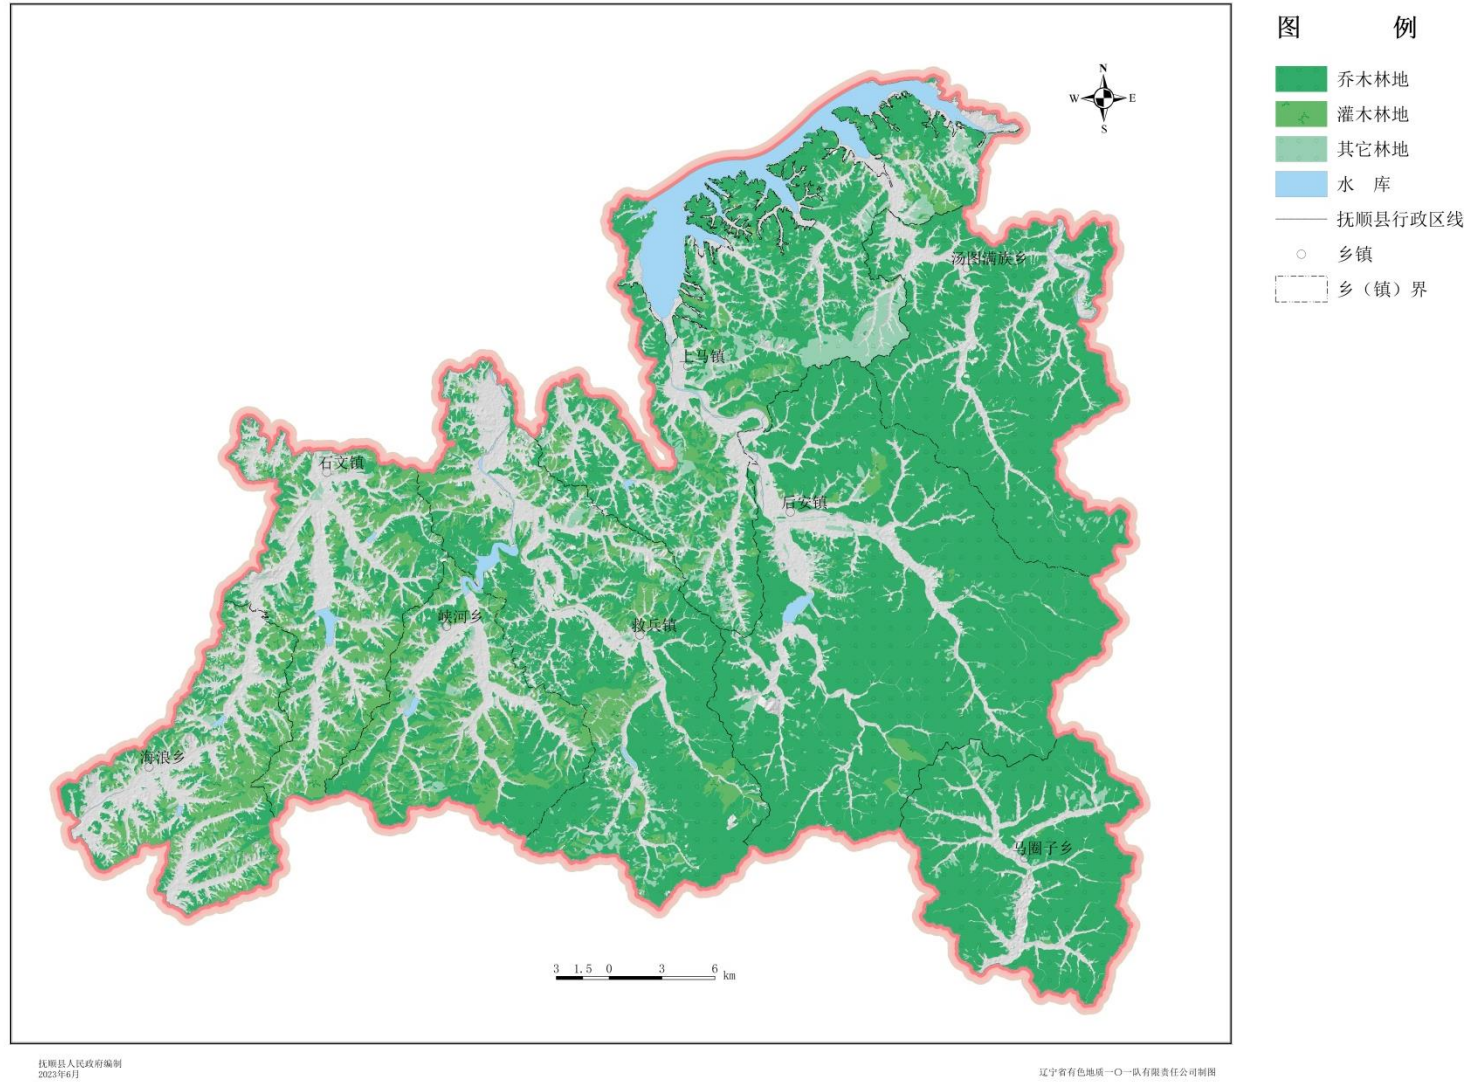 图 例
乔木林地
灌木林地
其它林地
水 库
抚顺县行政区线
乡镇
乡（镇）界
N
W E
S
汤图满族乡
上马镇
石文镇
后安镇
峡河乡
救兵镇
海浪乡
马圈子乡
3 1.5 0 3 6 km
抚顺县人民政府编制
2023年6月
辽宁省有色地质一〇一队有限责任公司制图